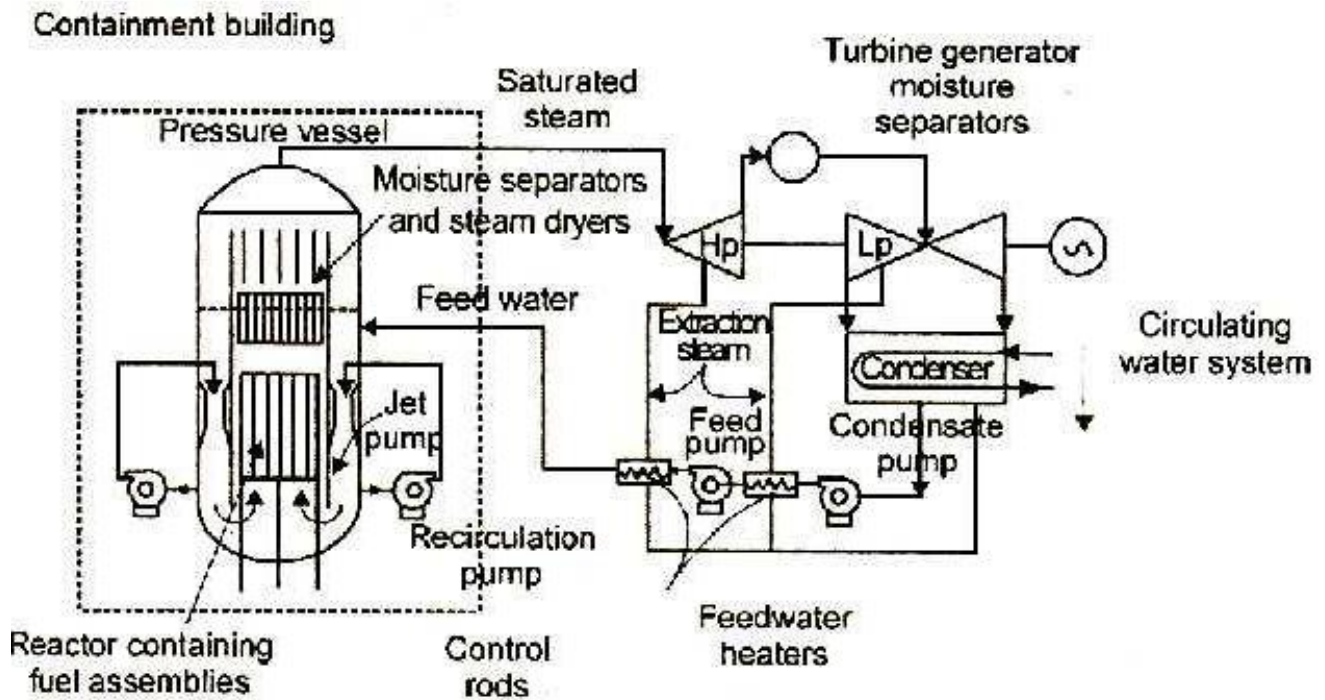 Containment building
Turbine generator
moisture
separators
Saturated
steam
Pressure vessel
Moisture separators
and steam dryers
Hp
Lp
Feed water
Extraction
steam
Circulating
water system
Condenser
Jet
pump
Feed
pump
Condensate
pump
Recirculation
pump
Reactor containing
fuel assemblies
Control
rods
Feedwater
heaters